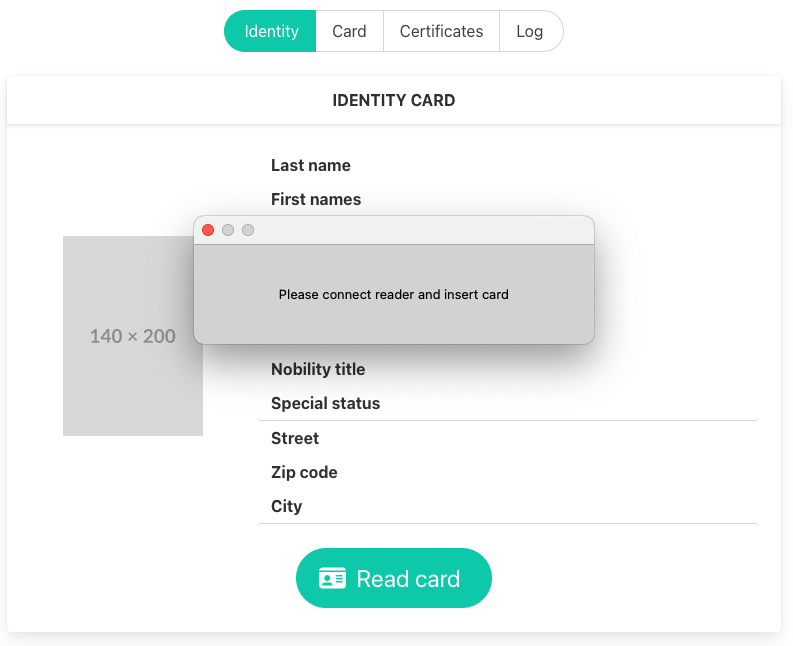 Identity Card Certificates Log
IDENTITY CARD
Last name
First names
Please connect reader and insert card
140 × 200
Nobility title
Special status
Street
Zip code
City
Read card